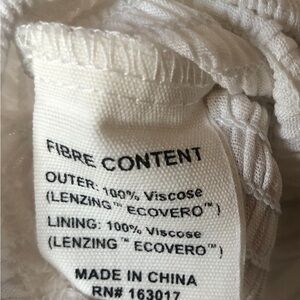 FIBRE CONTENT
OUTER: 100% Viscose
(LENZING™ ECOVERO™)
LINING: 100% Viscose
(LENZING™ ECOVERO™)
MADE IN CHINA
RN# 163017